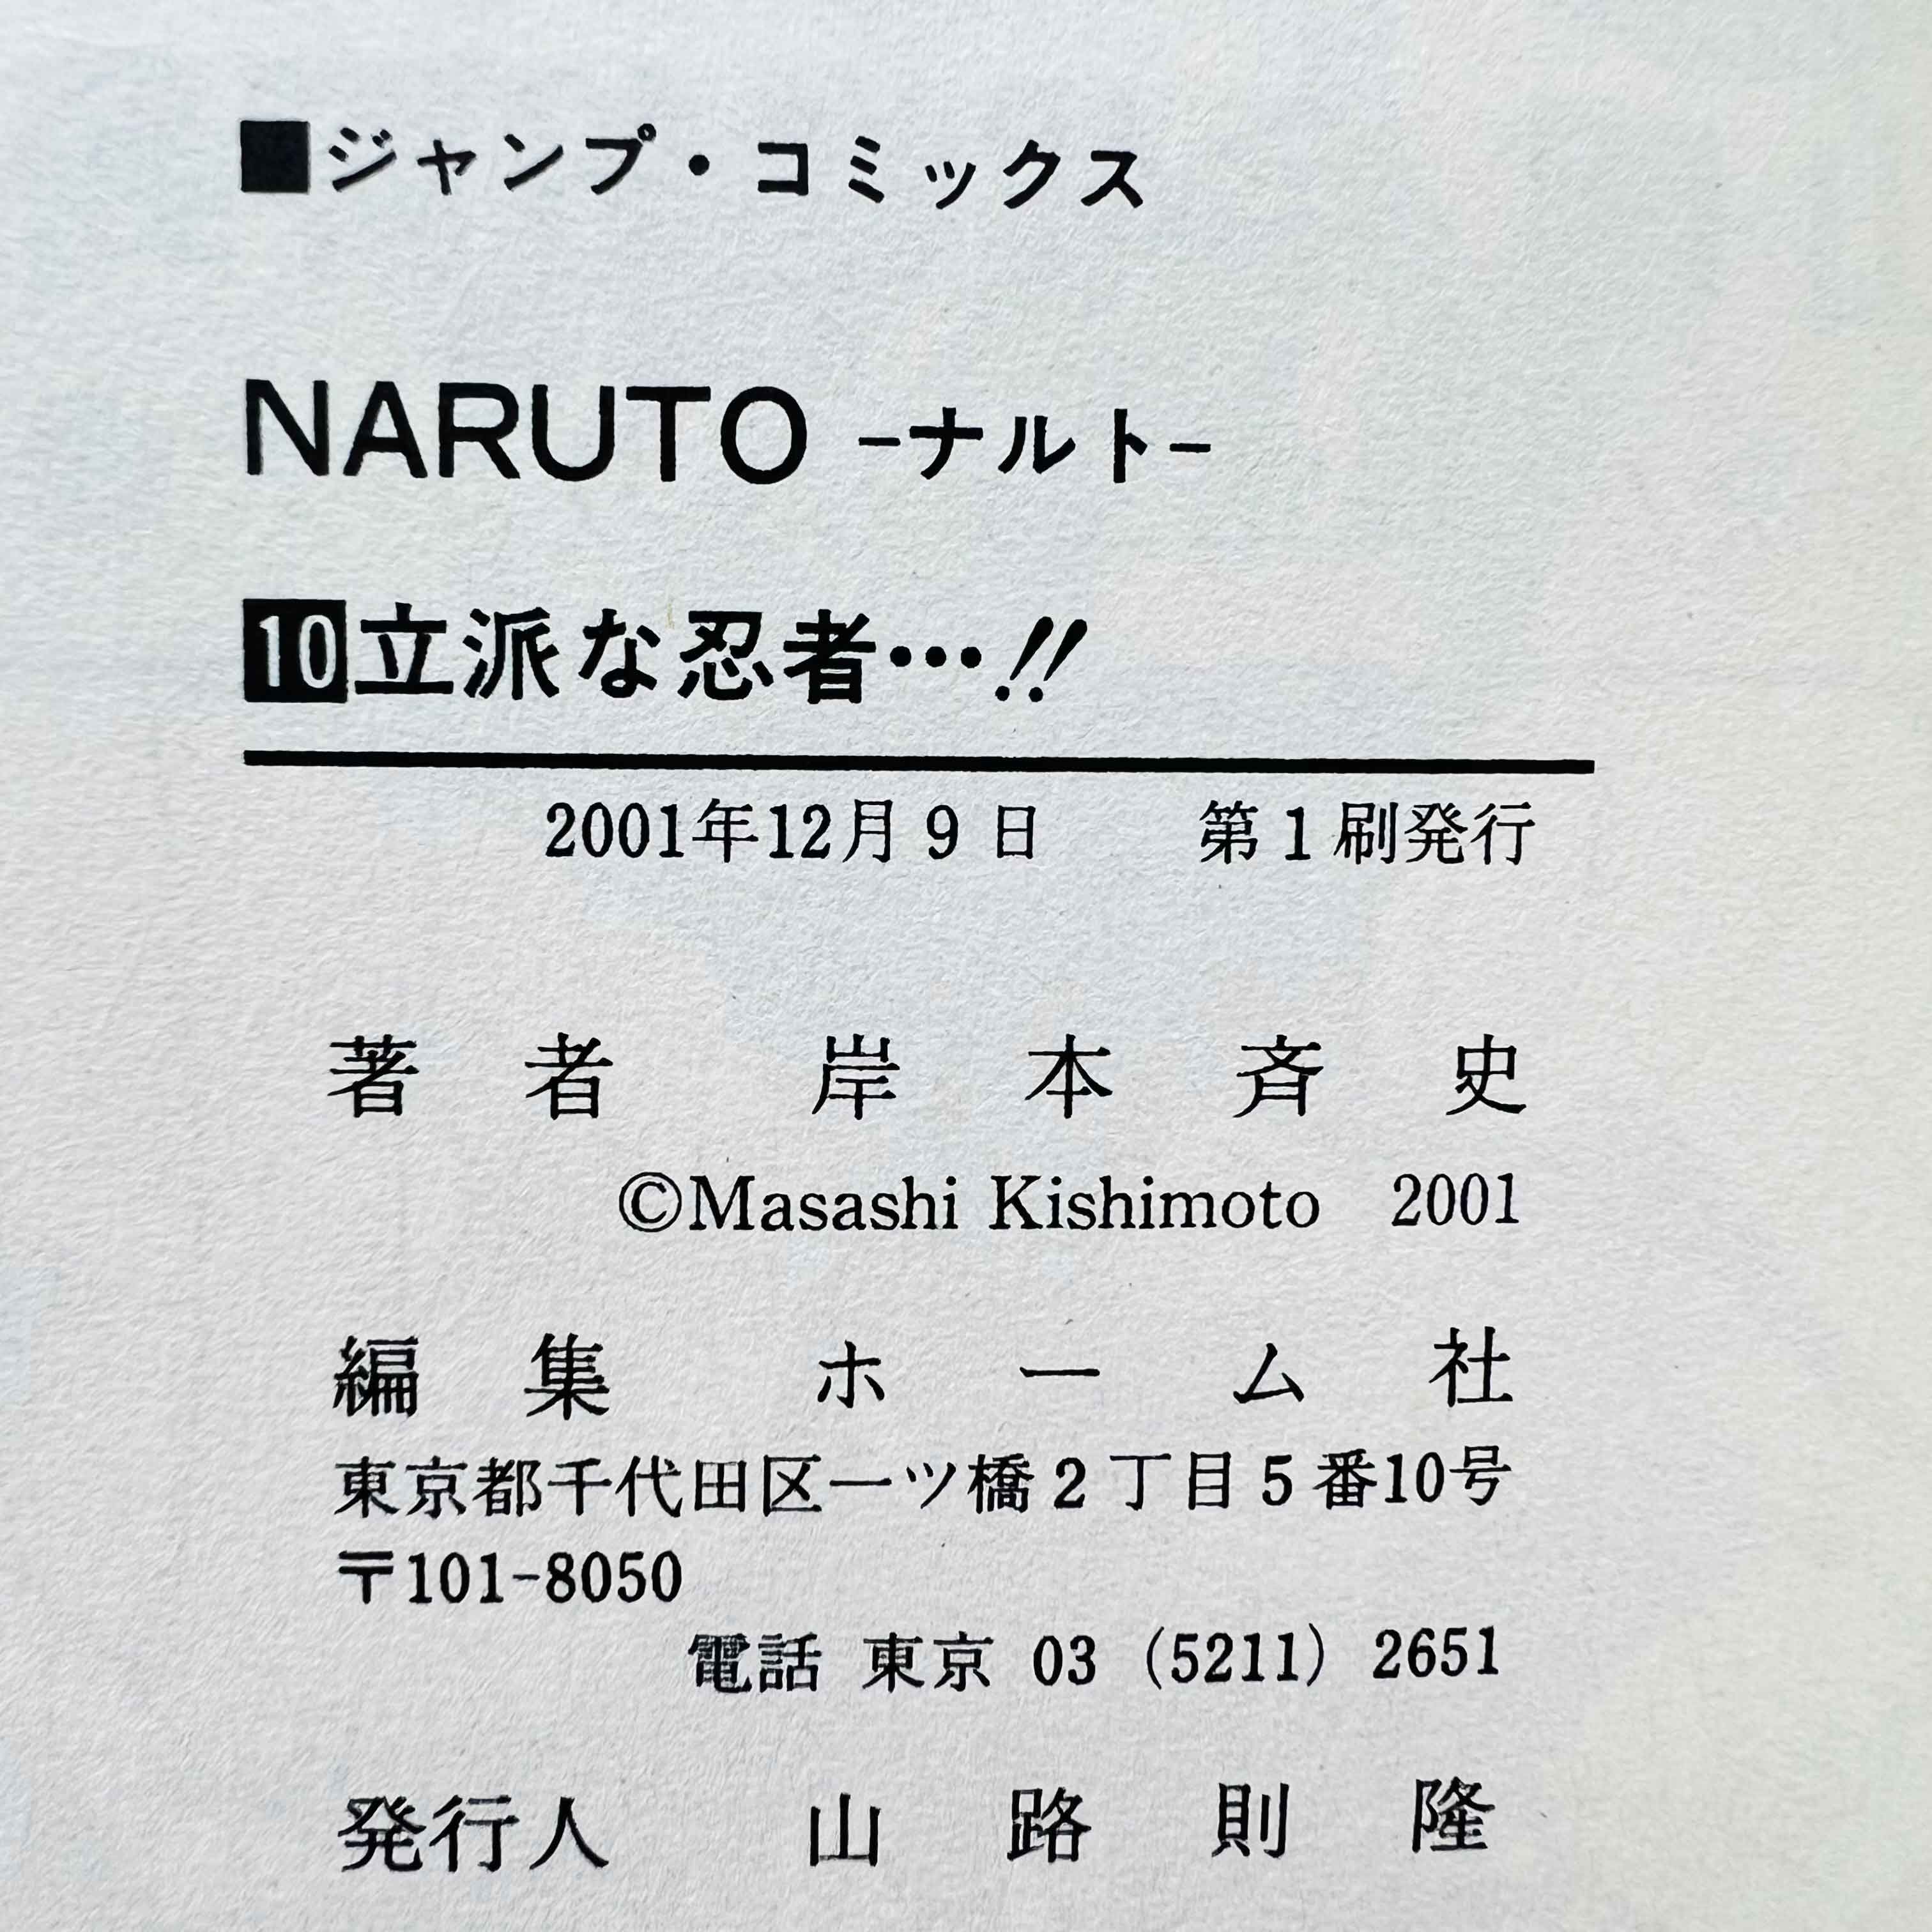 ■ジャンプ・コミックス
NARUTO -ナルト-
10立派な忍者…!!
2001年12月9日 第1刷発行
著者 岸本斉史
©Masashi Kishimoto 2001
編集 ホーム社
東京都千代田区一ツ橋2丁目5番10号
〒101-8050
電話 東京 03 (5211) 2651
発行人 山路則隆